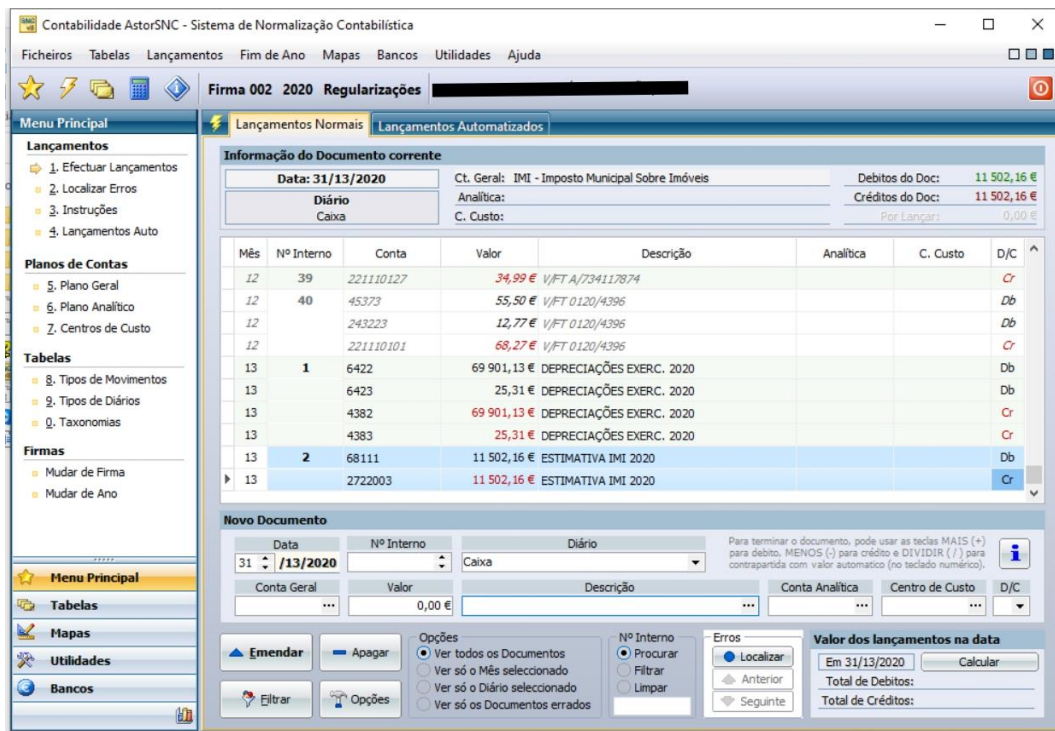 Contabilidade AstorSNC - Sistema de Normalização Contabilística
Ficheiros Tabelas Lançamentos Fim de Ano Mapas Bancos Utilidades Ajuda
Firma 002 2020 Regularizações
Menu Principal
Lançamentos
1. Efectuar Lançamentos
2. Localizar Erros
3. Instruções
4. Lançamentos Auto
Planos de Contas
5. Plano Geral
6. Plano Analítico
7. Centros de Custo
Tabelas
8. Tipos de Movimentos
9. Tipos de Diários
0. Taxonomias
Firmas
Mudar de Firma
Mudar de Ano
Menu Principal
Tabelas
Mapas
Utilidades
Bancos
Lançamentos Normais Lançamentos Automatizados
Informação do Documento corrente
Data: 31/13/2020 Ct. Geral: IMI - Imposto Municipal Sobre Imóveis Debitos do Doc: 11 502,16 €
Diário Analítica: Créditos do Doc: 11 502,16 €
Caixa C. Custo: Por Lançar: 0,00 €
Mês Nº Interno Conta Valor Descrição Analítica C. Custo D/C
12 39 221110127 34,99 € V/FT A/734117874 Cr
12 40 45373 55,50 € V/FT 0120/4396 Db
12 243223 12,77 € V/FT 0120/4396 Db
12 221110101 68,27 € V/FT 0120/4396 Cr
13 1 6422 69 901,13 € DEPRECIAÇÕES EXERC. 2020 Db
13 6423 25,31 € DEPRECIAÇÕES EXERC. 2020 Db
13 4382 69 901,13 € DEPRECIAÇÕES EXERC. 2020 Cr
13 4383 25,31 € DEPRECIAÇÕES EXERC. 2020 Cr
13 2 68111 11 502,16 € ESTIMATIVA IMI 2020 Db
13 2722003 11 502,16 € ESTIMATIVA IMI 2020 Cr
Novo Documento
Data Nº Interno Diário
31 /13/2020 Caixa
Para terminar o documento, pode usar as teclas MAIS (+)
para debito, MENOS (-) para crédito e DIVIDIR ( / ) para
contrapartida com valor automatico (no teclado numérico).
Conta Geral Valor Descrição Conta Analítica Centro de Custo D/C
... 0,00 € ... ... ...
Emendar Apagar
Filtrar Opções
Opções
Ver todos os Documentos
Ver só o Mês seleccionado
Ver só o Diário seleccionado
Ver só os Documentos errados
Nº Interno
Procurar
Filtrar
Limpar
Erros
Localizar
Anterior
Seguinte
Valor dos lançamentos na data
Em 31/13/2020 Calcular
Total de Debitos:
Total de Créditos: